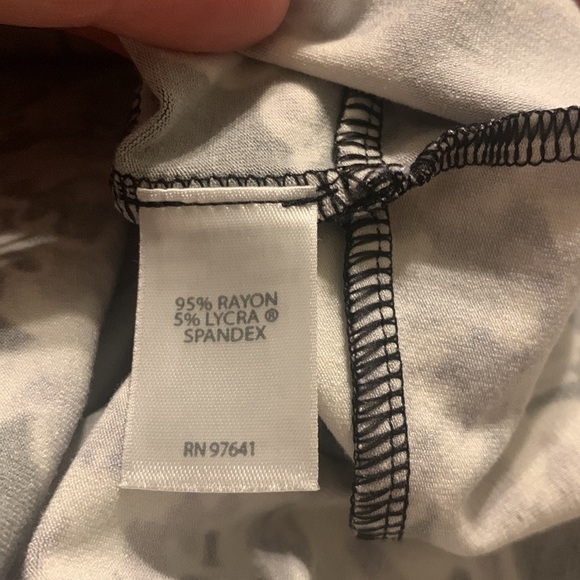 95% RAYON
5% LYCRA ®
SPANDEX
RN 97641